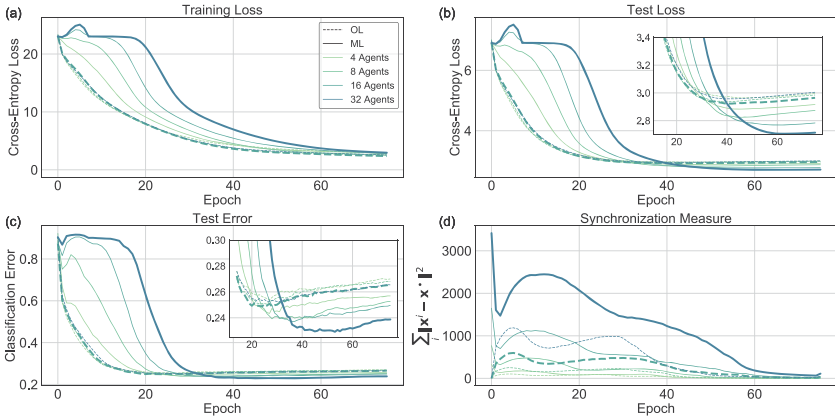 (a)
Training Loss
Cross-Entropy Loss
20
10
0
OL
ML
4 Agents
8 Agents
16 Agents
32 Agents
0 20 40 60
Epoch
(b)
Test Loss
Cross-Entropy Loss
6
4
3.4
3.2
3.0
2.8
20 40 60
0 20 40 60
Epoch
(c)
Test Error
Classification Error
0.8
0.6
0.4
0.2
0.30
0.28
0.26
0.24
20 40 60
0 20 40 60
Epoch
(d)
Synchronization Measure
∑ᵢ‖xⁱ − x*‖²
3000
2000
1000
0
0 20 40 60
Epoch